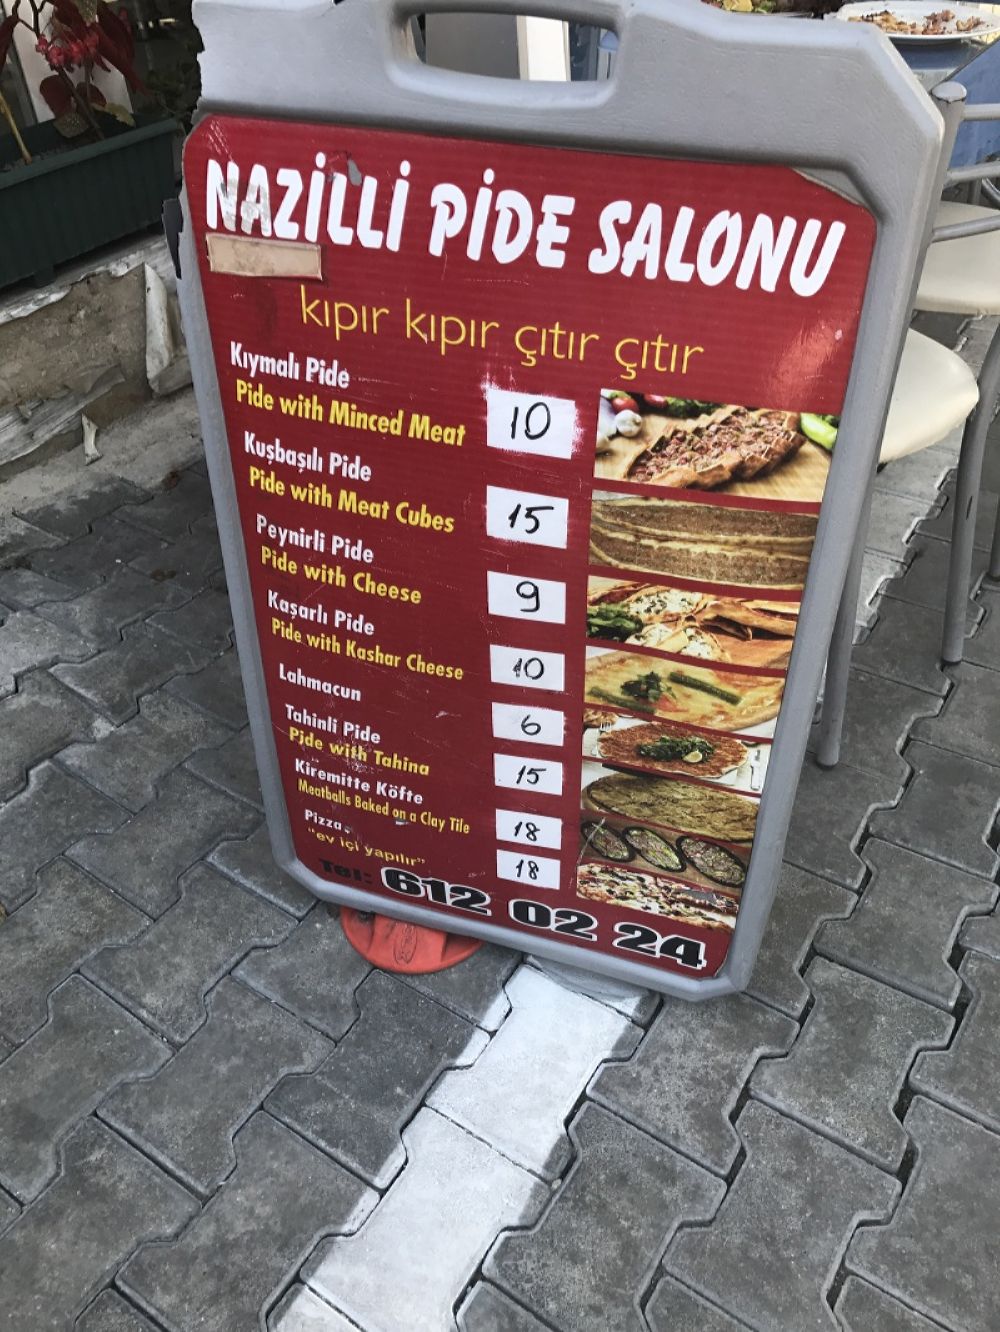 NAZİLLİ PİDE SALONU
kıpır kıpır çıtır çıtır
Kıymalı Pide
Pide with Minced Meat 10
Kuşbaşılı Pide
Pide with Meat Cubes 15
Peynirli Pide
Pide with Cheese 9
Kaşarlı Pide
Pide with Kashar Cheese 10
Lahmacun 6
Tahinli Pide
Pide with Tahina 15
Kiremitte Köfte
Meatballs Baked on a Clay Tile 18
Pizza 18
"ev içi yapılır"
Tel: 612 02 24